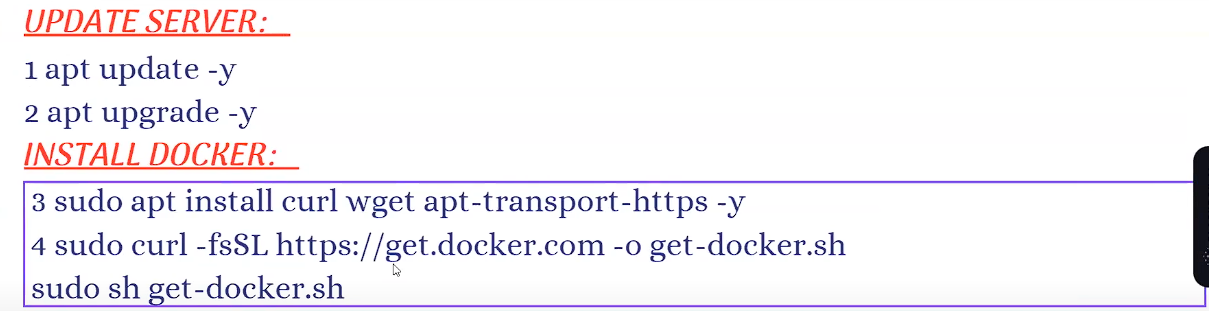 UPDATE SERVER:
1 apt update -y
2 apt upgrade -y
INSTALL DOCKER:
3 sudo apt install curl wget apt-transport-https -y
4 sudo curl -fsSL https://get.docker.com -o get-docker.sh
sudo sh get-docker.sh